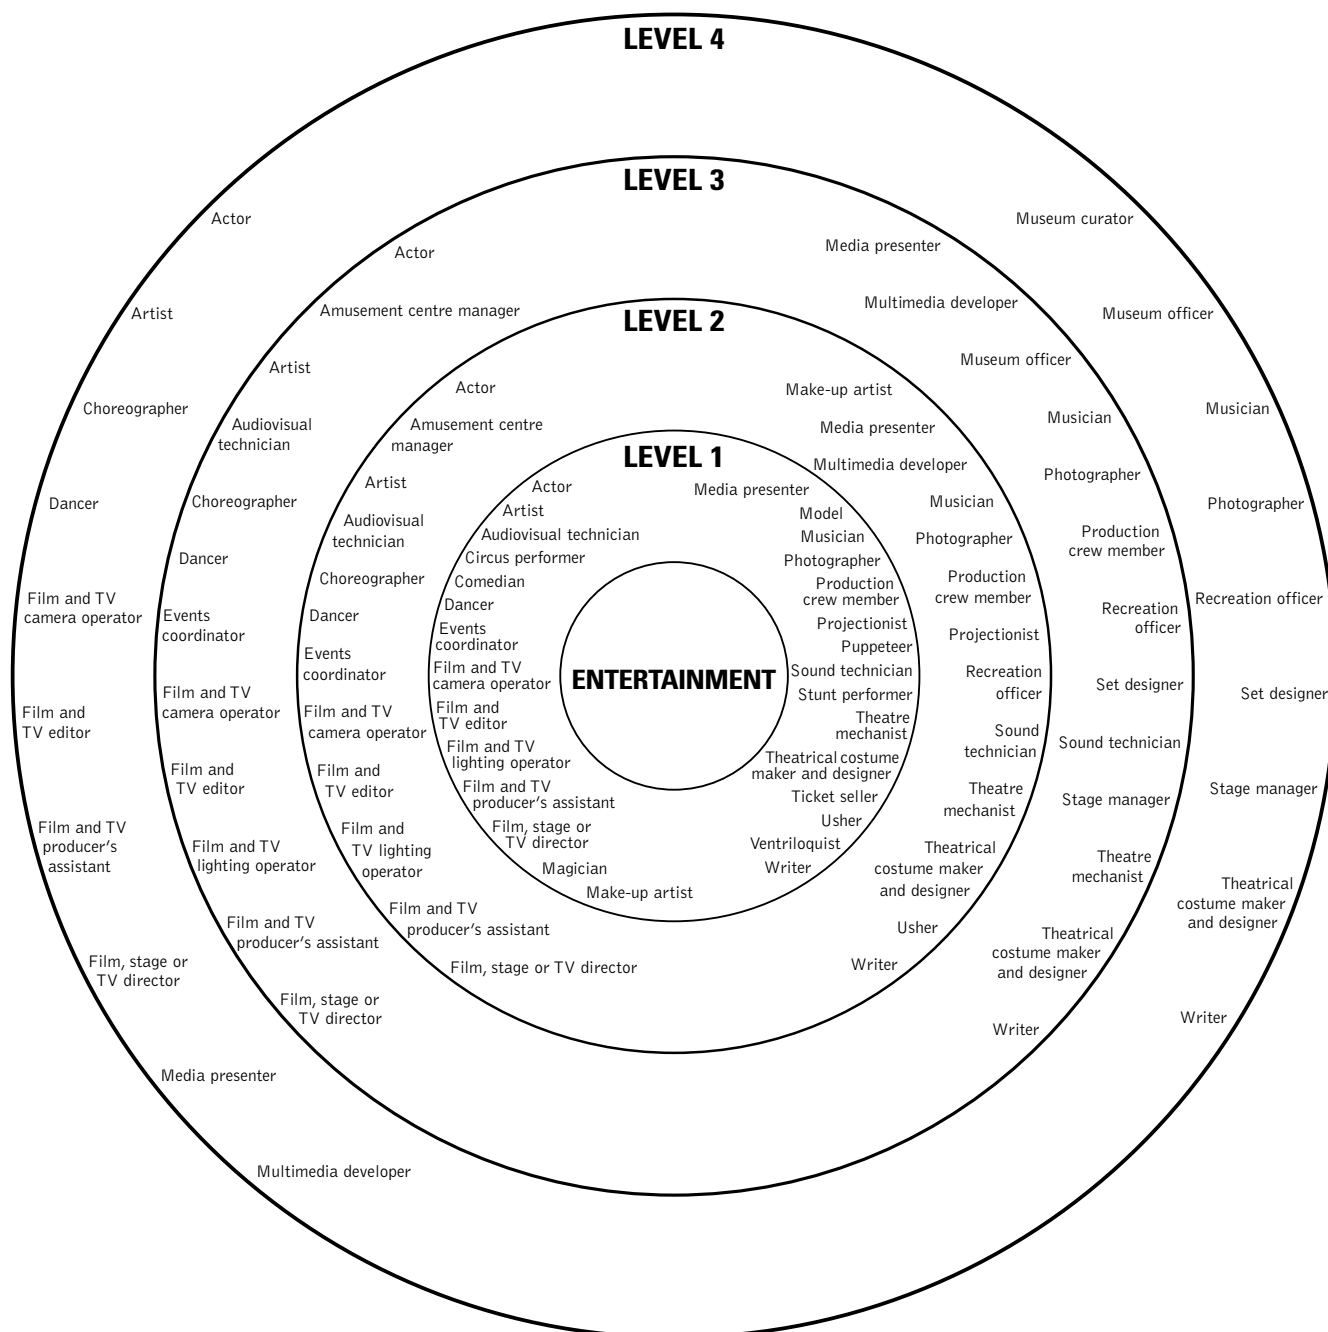 LEVEL 4
Actor
Artist
Choreographer
Dancer
Film and TV
camera operator
Film and
TV editor
Film and TV
producer's
assistant
Film, stage or
TV director
Media presenter
Multimedia developer
Museum curator
Museum officer
Musician
Photographer
Recreation officer
Set designer
Stage manager
Theatrical
costume maker
and designer
Writer
LEVEL 3
Actor
Amusement centre manager
Artist
Audiovisual
technician
Choreographer
Dancer
Events
coordinator
Film and TV
camera operator
Film and
TV editor
Film and TV
lighting operator
Film and TV
producer's assistant
Film, stage or
TV director
Media presenter
Multimedia developer
Museum officer
Musician
Photographer
Production
crew member
Recreation
officer
Set designer
Sound technician
Stage manager
Theatre
mechanist
Theatrical
costume maker
and designer
Writer
LEVEL 2
Actor
Amusement centre
manager
Artist
Audiovisual
technician
Choreographer
Dancer
Events
coordinator
Film and TV
camera operator
Film and
TV editor
Film and
TV lighting
operator
Film and TV
producer's assistant
Film, stage or TV director
Make-up artist
Media presenter
Multimedia developer
Musician
Photographer
Production
crew member
Projectionist
Recreation
officer
Sound
technician
Theatre
mechanist
Theatrical
costume maker
and designer
Usher
Writer
LEVEL 1
Actor
Artist
Audiovisual technician
Circus performer
Comedian
Dancer
Events
coordinator
Film and TV
camera operator
Film and
TV editor
Film and TV
lighting operator
Film and TV
producer's assistant
Film, stage or
TV director
Magician
Make-up artist
Media presenter
Model
Musician
Photographer
Production
crew member
Projectionist
Puppeteer
Sound technician
Stunt performer
Theatre
mechanist
Theatrical costume
maker and designer
Ticket seller
Usher
Ventriloquist
Writer
ENTERTAINMENT